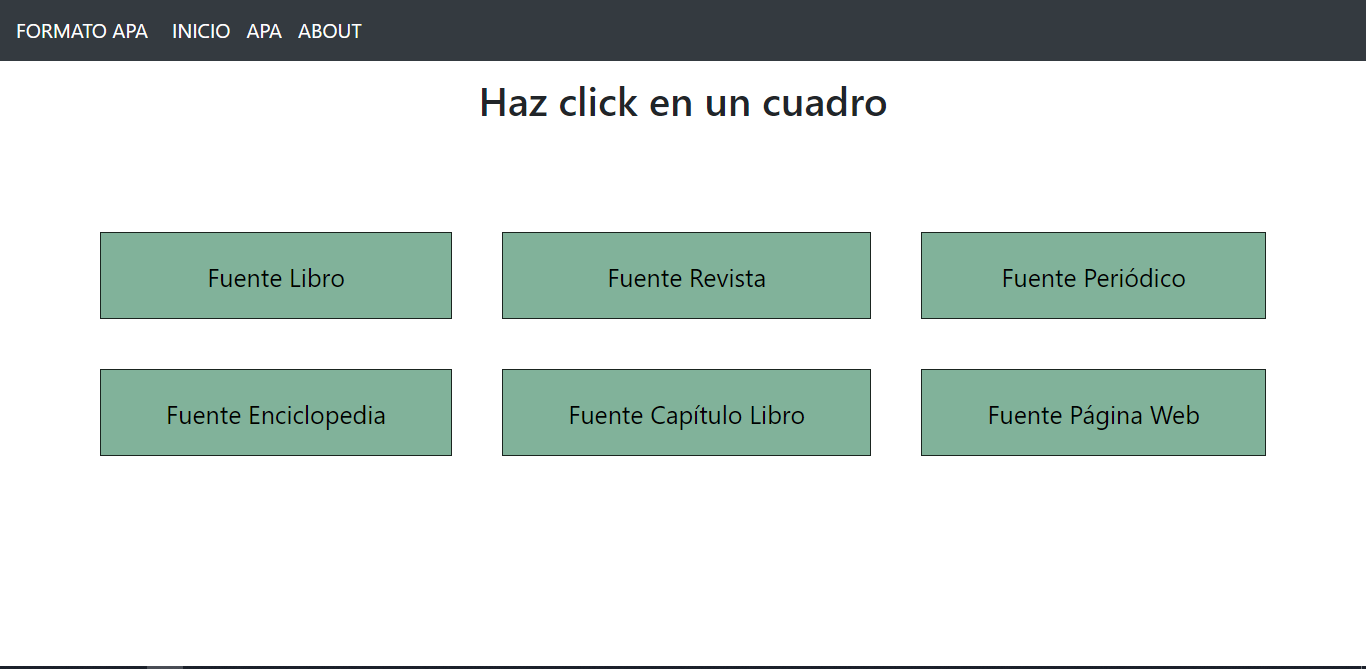 FORMATO APA INICIO APA ABOUT
Haz click en un cuadro
Fuente Libro
Fuente Revista
Fuente Periódico
Fuente Enciclopedia
Fuente Capítulo Libro
Fuente Página Web